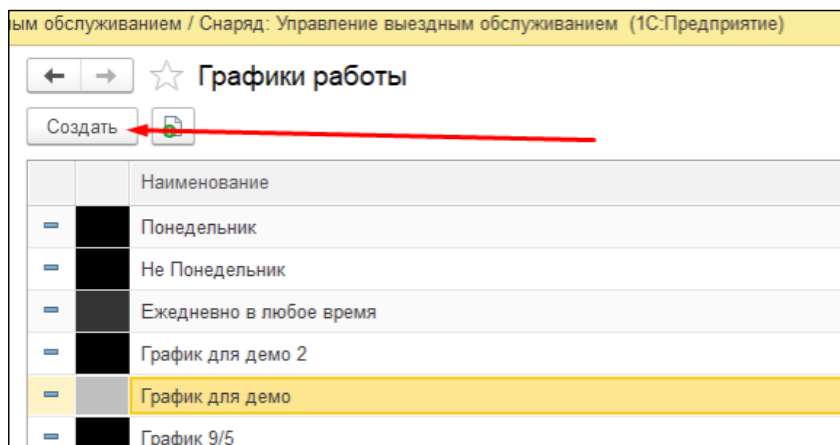 ым обслуживанием / Снаряд: Управление выездным обслуживанием (1С:Предприятие)
Графики работы
Создать
Наименование
Понедельник
Не Понедельник
Ежедневно в любое время
График для демо 2
График для демо
График 9/5